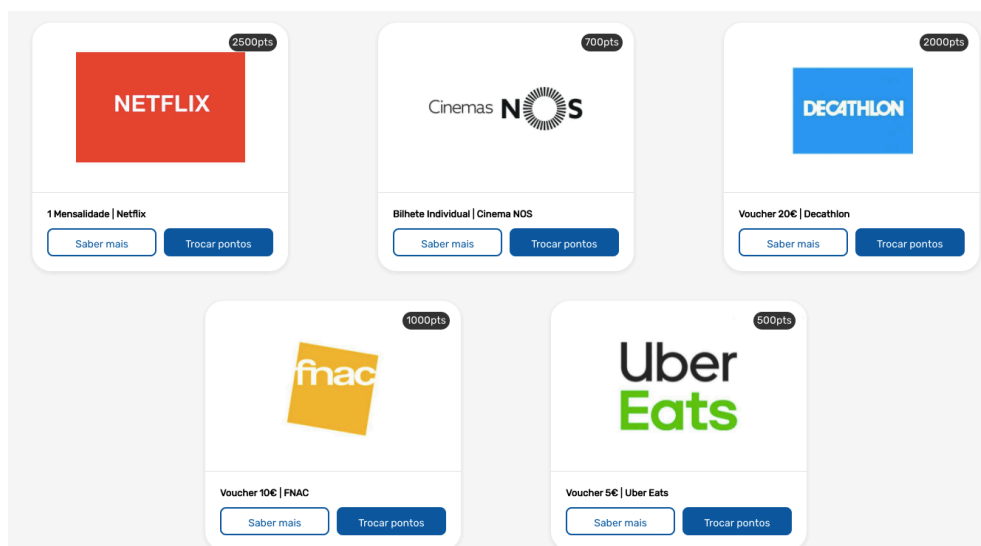 2500pts
NETFLIX
1 Mensalidade | Netflix
Saber mais Trocar pontos
700pts
Cinemas NOS
Bilhete Individual | Cinema NOS
Saber mais Trocar pontos
2000pts
DECATHLON
Voucher 20€ | Decathlon
Saber mais Trocar pontos
1000pts
fnac
Voucher 10€ | FNAC
Saber mais Trocar pontos
500pts
Uber
Eats
Voucher 5€ | Uber Eats
Saber mais Trocar pontos